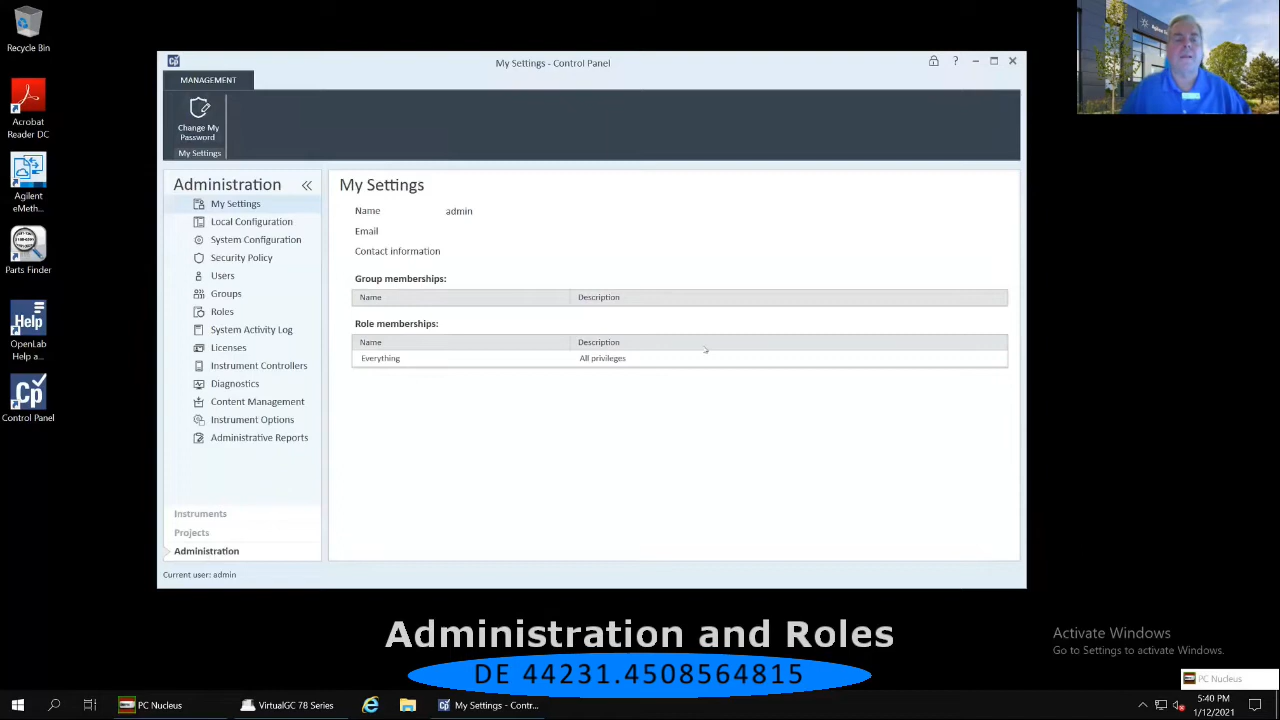 Recycle Bin
Acrobat
Reader DC
Agilent
eMeth...
Parts Finder
OpenLab
Help a...
Control Panel
My Settings - Control Panel
MANAGEMENT
Change My
Password
My Settings
Administration
My Settings
Local Configuration
System Configuration
Security Policy
Users
Groups
Roles
System Activity Log
Licenses
Instrument Controllers
Diagnostics
Content Management
Instrument Options
Administrative Reports
Instruments
Projects
Administration
Current user: admin
My Settings
Name admin
Email
Contact information
Group memberships:
Name Description
Role memberships:
Name Description
Everything All privileges
Administration and Roles
DE 44231.4508564815
Activate Windows
Go to Settings to activate Windows.
PC Nucleus
PC Nucleus
VirtualGC 78 Series
My Settings - Contr...
5:40 PM
1/12/2021